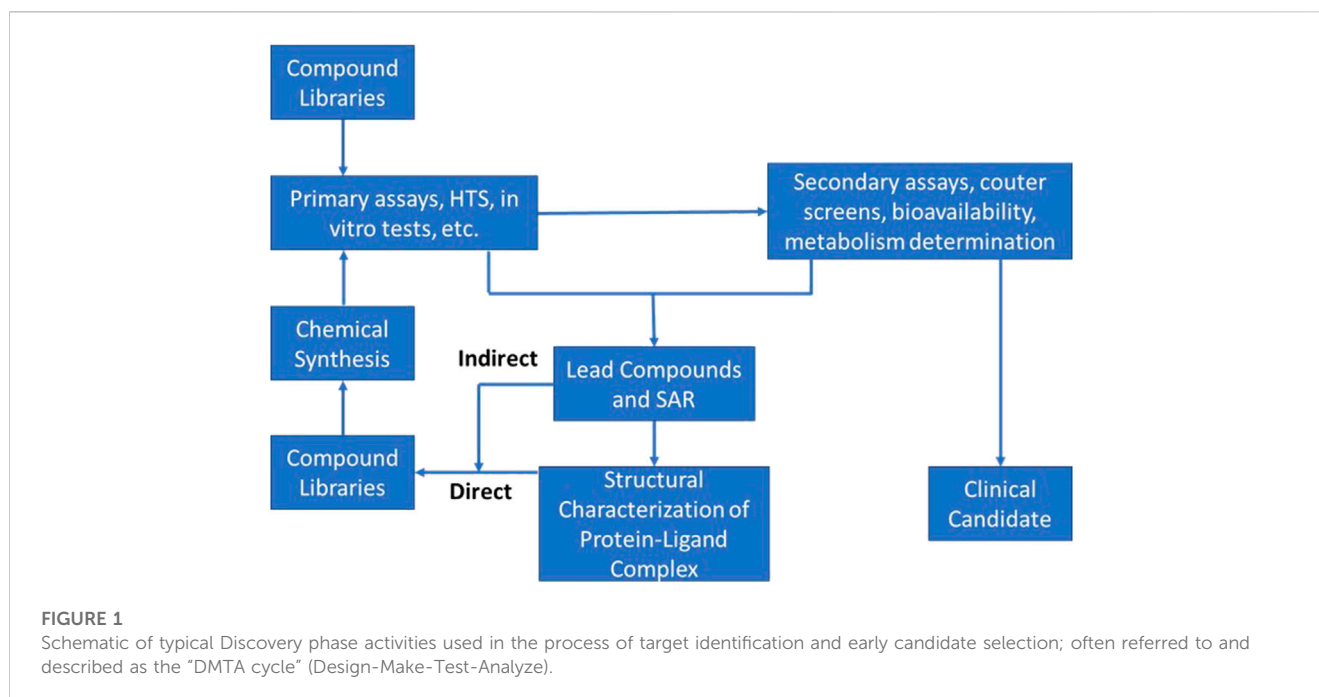 Compound
Libraries
Primary assays, HTS, in
vitro tests, etc.
Secondary assays, couter
screens, bioavailability,
metabolism determination
Chemical
Synthesis
Indirect
Lead Compounds
and SAR
Compound
Libraries
Direct
Structural
Characterization of
Protein-Ligand
Complex
Clinical
Candidate
FIGURE 1
Schematic of typical Discovery phase activities used in the process of target identification and early candidate selection; often referred to and
described as the “DMTA cycle” (Design-Make-Test-Analyze).